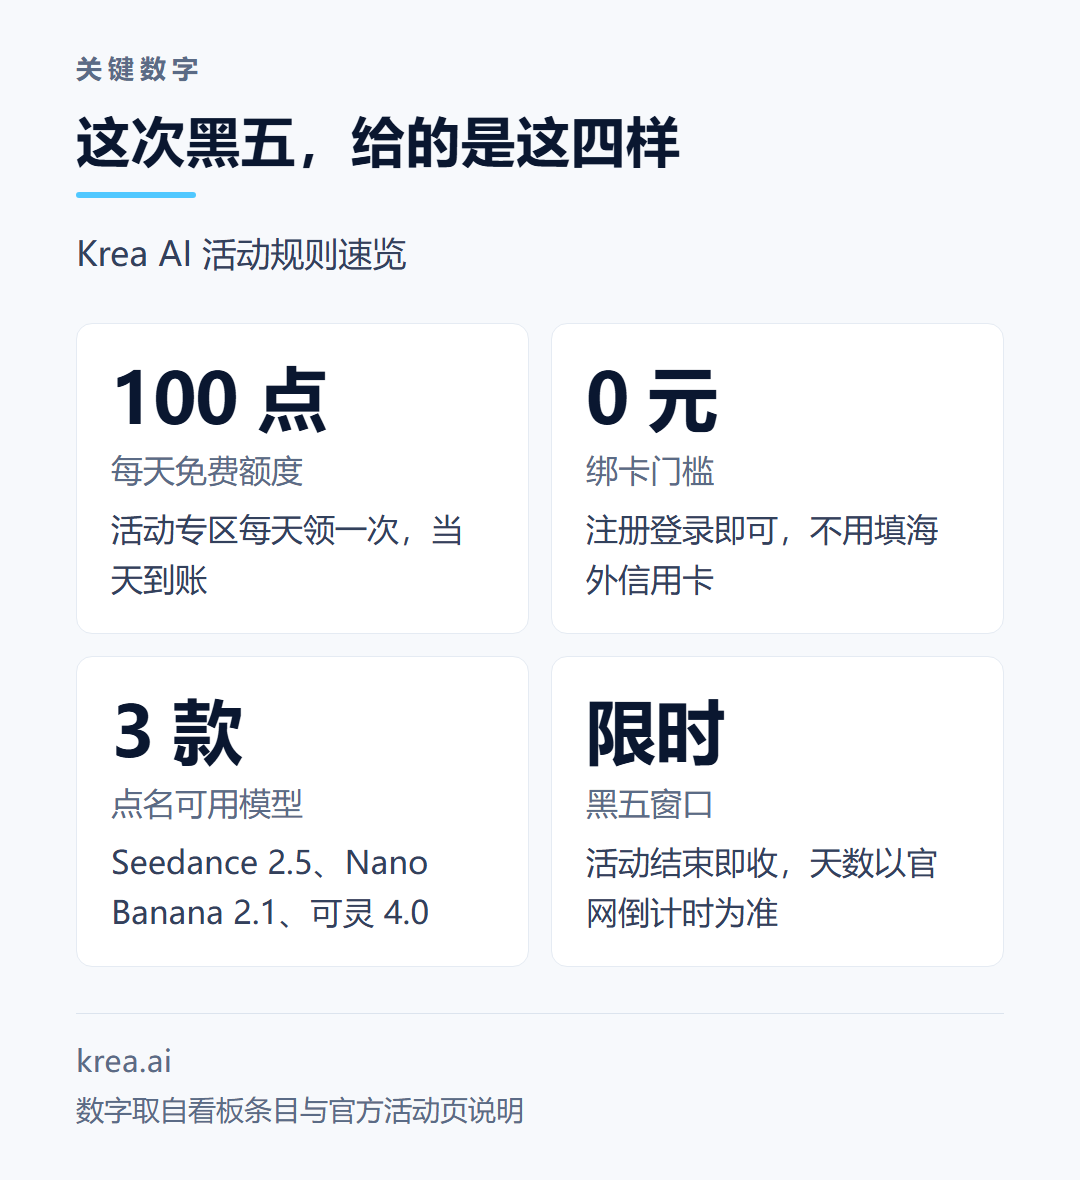 关键数字
这次黑五，给的是这四样
Krea AI 活动规则速览
100 点
每天免费额度
活动专区每天领一次，当
天到账
0 元
绑卡门槛
注册登录即可，不用填海
外信用卡
3 款
点名可用模型
Seedance 2.5、Nano
Banana 2.1、可灵 4.0
限时
黑五窗口
活动结束即收，天数以官
网倒计时为准
krea.ai
数字取自看板条目与官方活动页说明